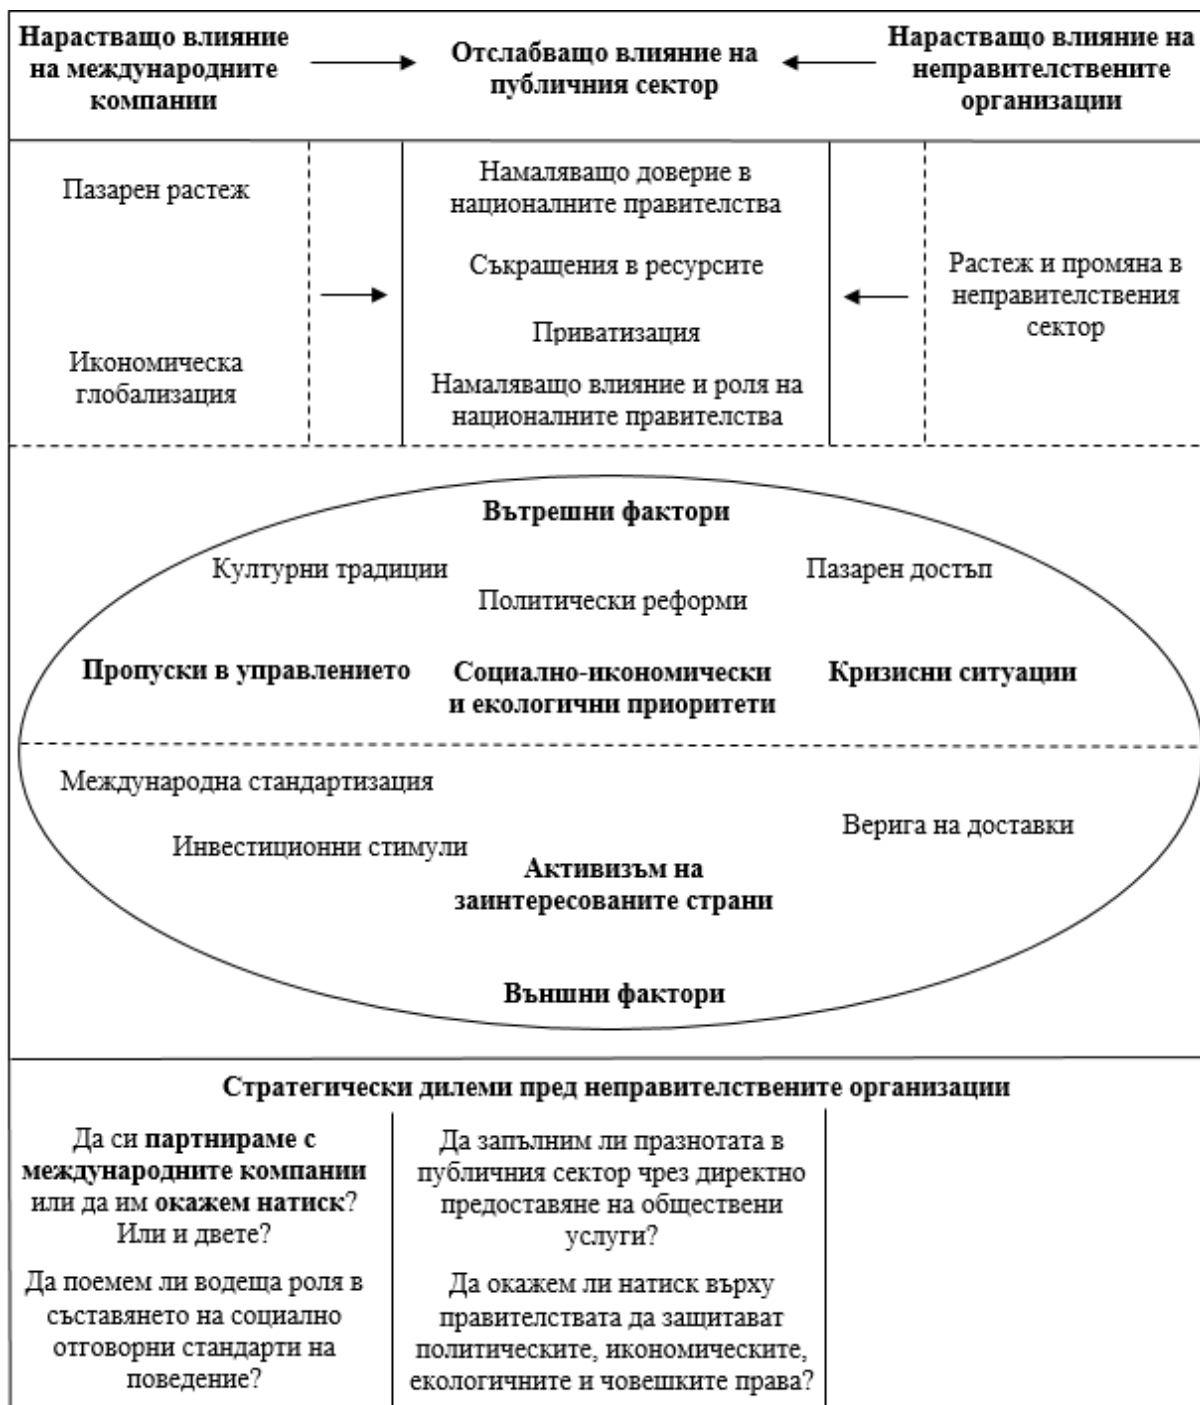 Нарастващо влияние
на международните
компании
Отслабващо влияние на
публичния сектор
Нарастващо влияние на
неправителствените
организации
Пазарен растеж
Икономическа
глобализация
Намаляващо доверие в
националните правителства
Съкращения в ресурсите
Приватизация
Намаляващо влияние и роля на
националните правителства
Растеж и промяна в
неправителствения
сектор
Вътрешни фактори
Културни традиции
Политически реформи
Пазарен достъп
Пропуски в управлението
Социално-икономически
и екологични приоритети
Кризисни ситуации
Международна стандартизация
Инвестиционни стимули
Верига на доставки
Активизъм на
заинтересованите страни
Външни фактори
Стратегически дилеми пред неправителствените организации
Да си партнираме с
международните компании
или да им окажем натиск?
Или и двете?
Да поемем ли водеща роля в
съставянето на социално
отговорни стандарти на
поведение?
Да запълним ли празнотата в
публичния сектор чрез директно
предоставяне на обществени
услуги?
Да окажем ли натиск върху
правителствата да защитават
политическите, икономическите,
екологичните и човешките права?